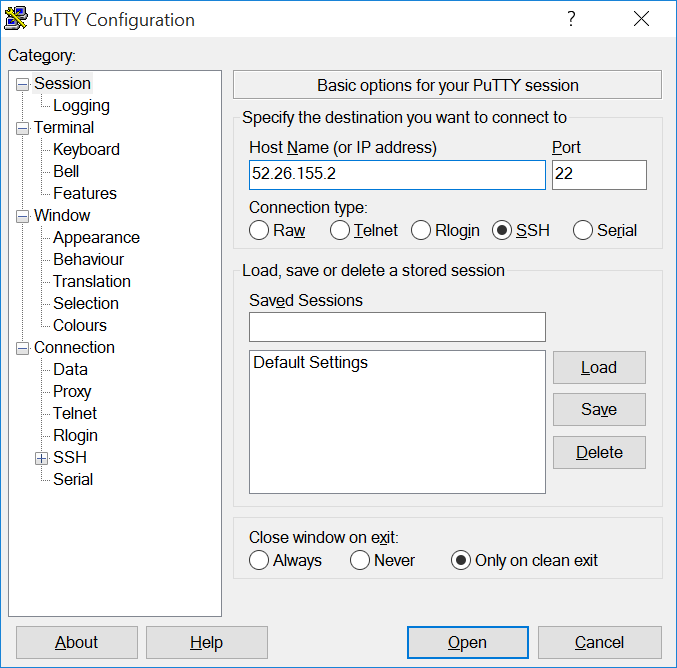 PuTTY Configuration
?
Category:
Session
Logging
Terminal
Keyboard
Bell
Features
Window
Appearance
Behaviour
Translation
Selection
Colours
Connection
Data
Proxy
Telnet
Rlogin
SSH
Serial
Basic options for your PuTTY session
Specify the destination you want to connect to
Host Name (or IP address) Port
52.26.155.2 22
Connection type:
Raw Telnet Rlogin SSH Serial
Load, save or delete a stored session
Saved Sessions
Default Settings
Load
Save
Delete
Close window on exit:
Always Never Only on clean exit
About Help Open Cancel